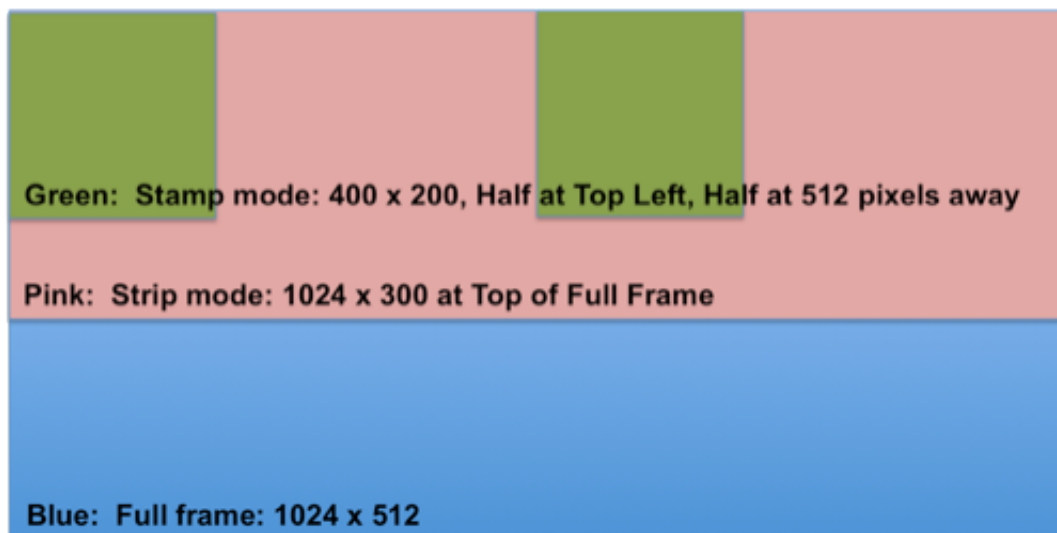 Green:  Stamp mode: 400 x 200, Half at Top Left, Half at 512 pixels away
Pink:  Strip mode: 1024 x 300 at Top of Full Frame
Blue:  Full frame: 1024 x 512